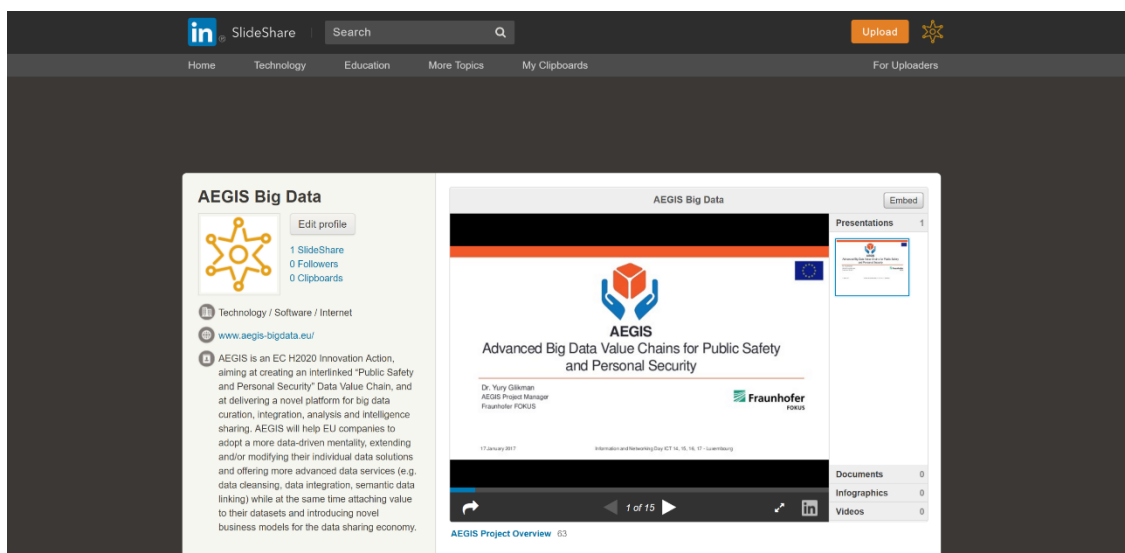 in ® SlideShare Search Upload
Home Technology Education More Topics My Clipboards For Uploaders
AEGIS Big Data
Edit profile
1 SlideShare
0 Followers
0 Clipboards
Technology / Software / Internet
www.aegis-bigdata.eu/
AEGIS is an EC H2020 Innovation Action,
aiming at creating an interlinked “Public Safety
and Personal Security” Data Value Chain, and
at delivering a novel platform for big data
curation, integration, analysis and intelligence
sharing. AEGIS will help EU companies to
adopt a more data-driven mentality, extending
and/or modifying their individual data solutions
and offering more advanced data services (e.g.
data cleansing, data integration, semantic data
linking) while at the same time attaching value
to their datasets and introducing novel
business models for the data sharing economy.
AEGIS Big Data Embed
AEGIS
Advanced Big Data Value Chains for Public Safety
and Personal Security
Dr. Yury Glikman
AEGIS Project Manager
Fraunhofer FOKUS
Fraunhofer
FOKUS
17 January 2017 Information and Networking Day ICT 14, 15, 16, 17 - Luxembourg
1 of 15 in
Presentations 1
Documents 0
Infographics 0
Videos 0
AEGIS Project Overview 63